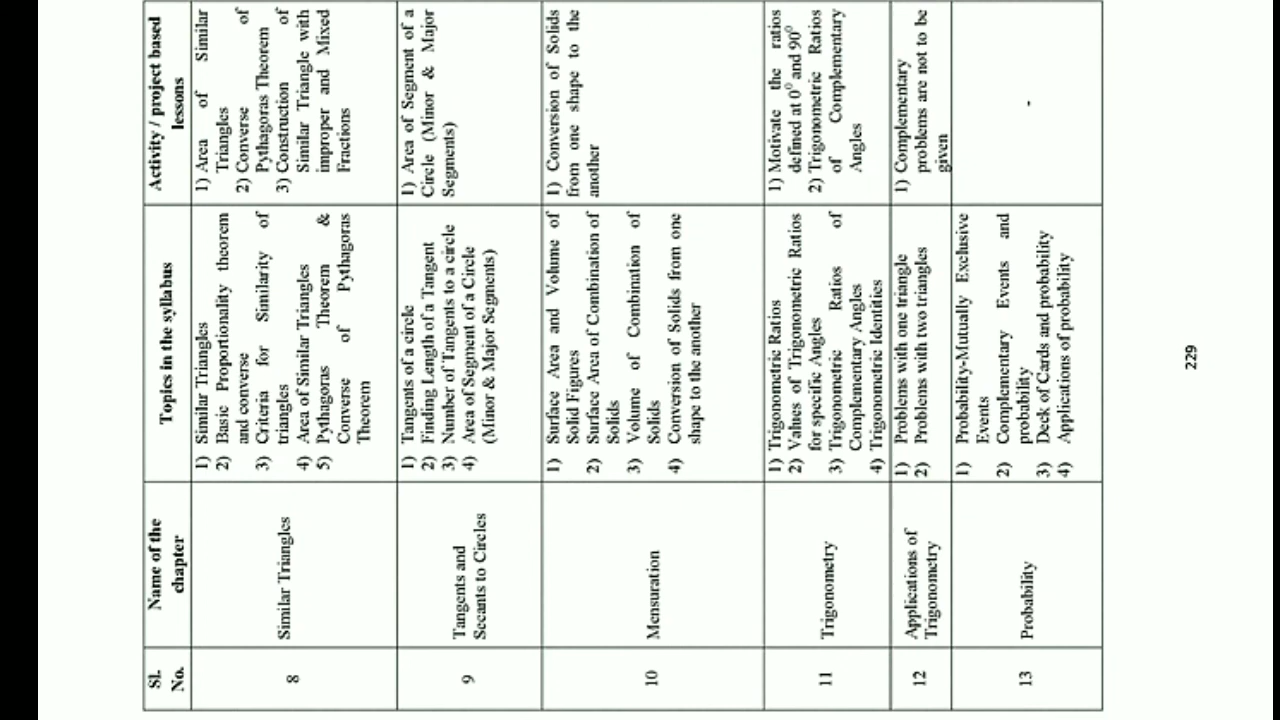 Sl.
No.
Name of the
chapter
Topics in the syllabus
Activity / project based
lessons
8
Similar Triangles
1) Similar Triangles
2) Basic Proportionality theorem
and converse
3) Criteria for Similarity of
triangles
4) Area of Similar Triangles
5) Pythagoras Theorem &
Converse of Pythagoras
Theorem
1) Area of Similar
Triangles
2) Converse of
Pythagoras Theorem
3) Construction of
Similar Triangle with
improper and Mixed
Fractions
9
Tangents and
Secants to Circles
1) Tangents of a circle
2) Finding Length of a Tangent
3) Number of Tangents to a circle
4) Area of Segment of a Circle
(Minor & Major Segments)
1) Area of Segment of a
Circle (Minor & Major
Segments)
10
Mensuration
1) Surface Area and Volume of
Solid Figures
2) Surface Area of Combination of
Solids
3) Volume of Combination of
Solids
4) Conversion of Solids from one
shape to the another
1) Conversion of Solids
from one shape to the
another
11
Trigonometry
1) Trigonometric Ratios
2) Values of Trigonometric Ratios
for specific Angles
3) Trigonometric Ratios of
Complementary Angles
4) Trigonometric Identities
1) Motivate the ratios
defined at 0⁰ and 90⁰
2) Trigonometric Ratios
of Complementary
Angles
12
Applications of
Trigonometry
1) Problems with one triangle
2) Problems with two triangles
1) Complementary
problems are not to be
given
13
Probability
1) Probability-Mutually Exclusive
Events
2) Complementary Events and
probability
3) Deck of Cards and probability
4) Applications of probability
-
229